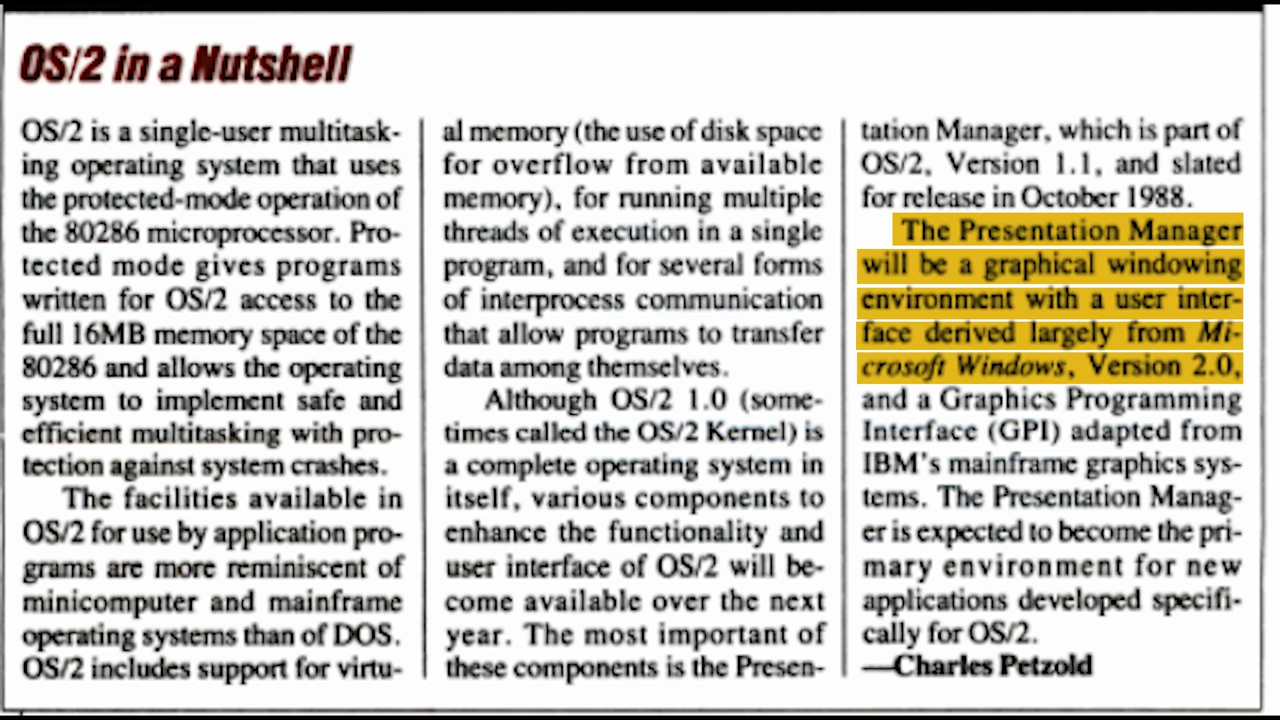 OS/2 in a Nutshell
OS/2 is a single-user multitask-
ing operating system that uses
the protected-mode operation of
the 80286 microprocessor. Pro-
tected mode gives programs
written for OS/2 access to the
full 16MB memory space of the
80286 and allows the operating
system to implement safe and
efficient multitasking with pro-
tection against system crashes.
The facilities available in
OS/2 for use by application pro-
grams are more reminiscent of
minicomputer and mainframe
operating systems than of DOS.
OS/2 includes support for virtu-
al memory (the use of disk space
for overflow from available
memory), for running multiple
threads of execution in a single
program, and for several forms
of interprocess communication
that allow programs to transfer
data among themselves.
Although OS/2 1.0 (some-
times called the OS/2 Kernel) is
a complete operating system in
itself, various components to
enhance the functionality and
user interface of OS/2 will be-
come available over the next
year. The most important of
these components is the Presen-
tation Manager, which is part of
OS/2, Version 1.1, and slated
for release in October 1988.
The Presentation Manager
will be a graphical windowing
environment with a user inter-
face derived largely from Mi-
crosoft Windows, Version 2.0,
and a Graphics Programming
Interface (GPI) adapted from
IBM's mainframe graphics sys-
tems. The Presentation Manag-
er is expected to become the pri-
mary environment for new
applications developed specifi-
cally for OS/2.
—Charles Petzold